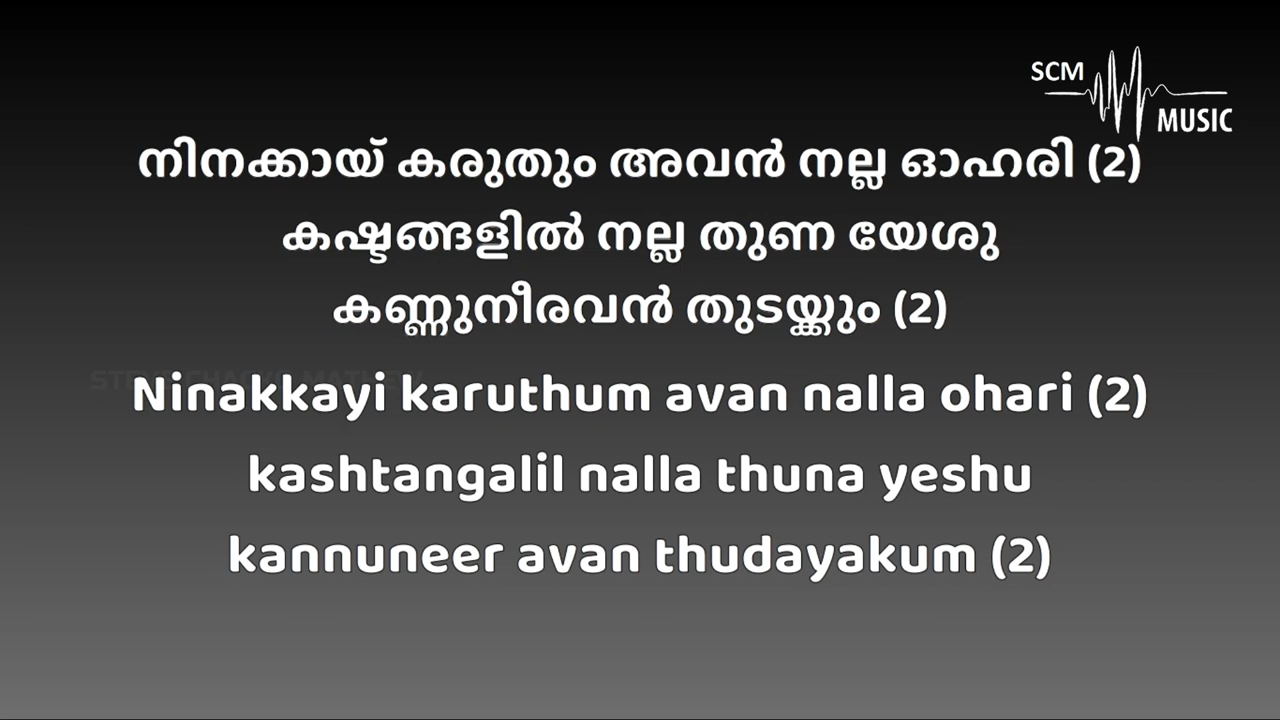 SCM
MUSIC
നിനക്കായ് കരുതും അവൻ നല്ല ഓഹരി (2)
കഷ്ടങ്ങളിൽ നല്ല തുണ യേശു
കണ്ണുനീരവൻ തുടയ്ക്കും (2)
Ninakkayi karuthum avan nalla ohari (2)
kashtangalil nalla thuna yeshu
kannuneer avan thudayakum (2)